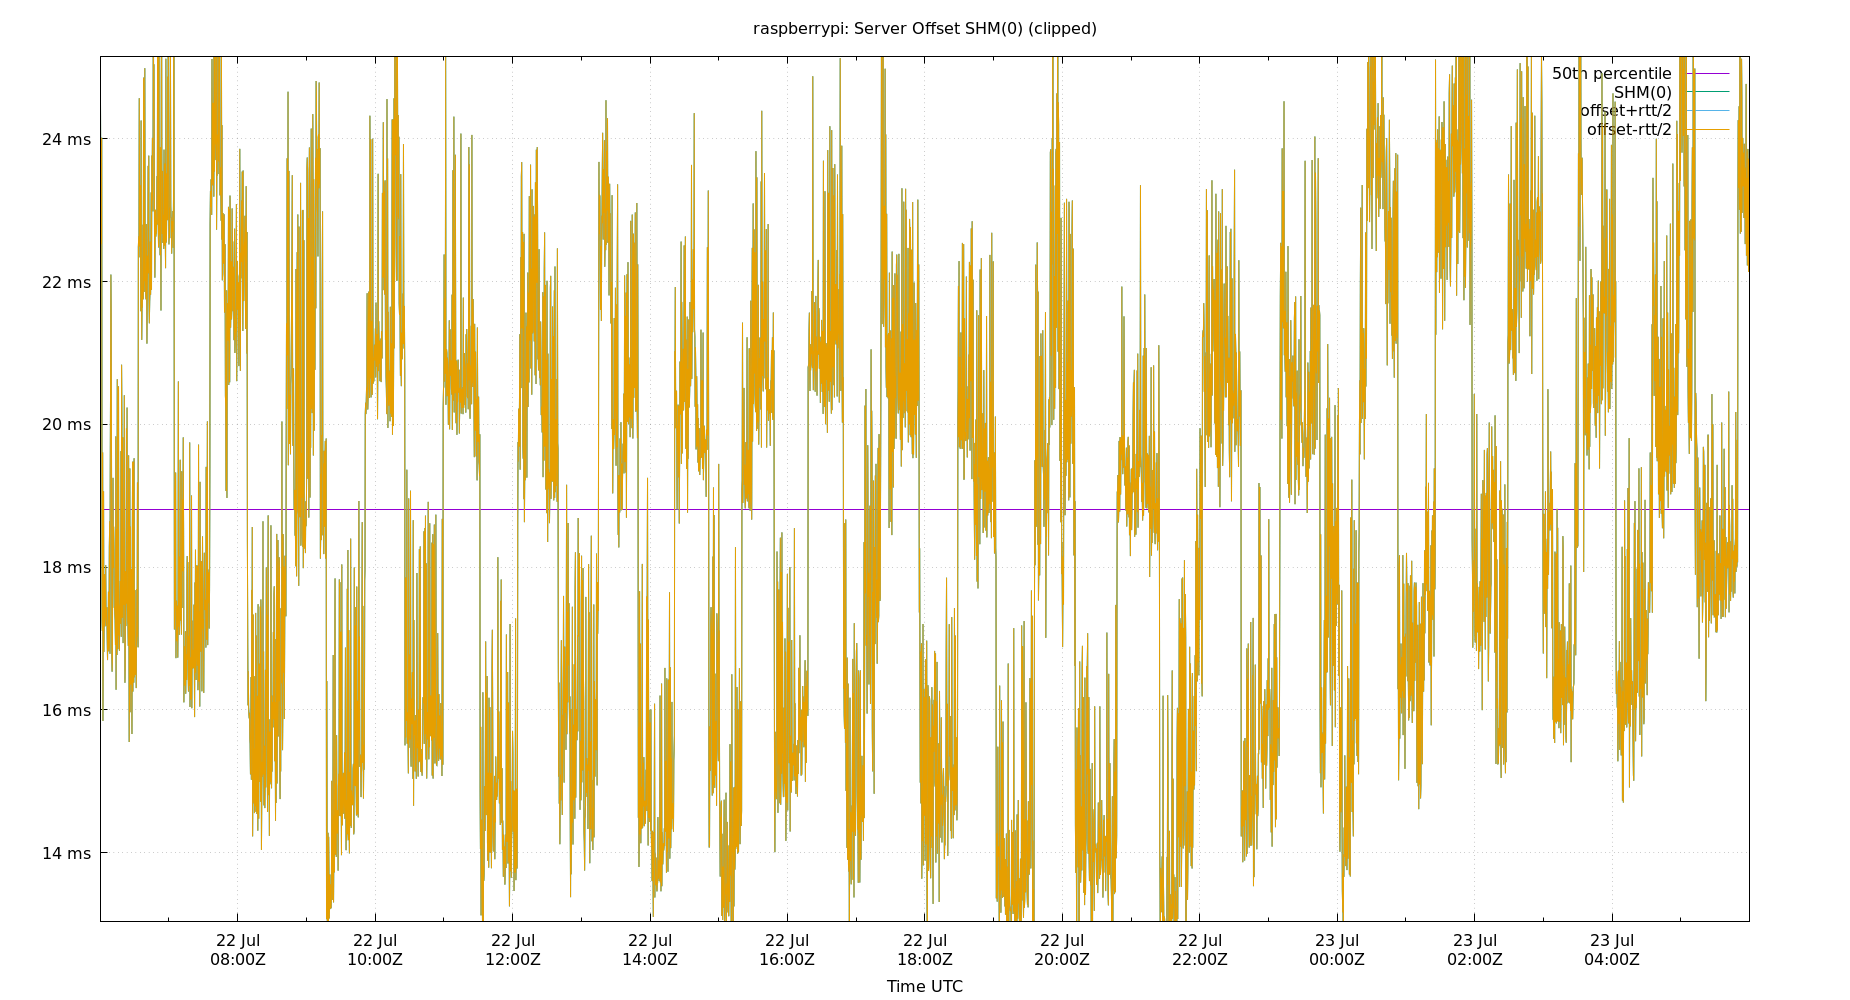 raspberrypi: Server Offset SHM(0) (clipped)
50th percentile
SHM(0)
offset+rtt/2
offset-rtt/2
24 ms
22 ms
20 ms
18 ms
16 ms
14 ms
22 Jul 22 Jul 22 Jul 22 Jul 22 Jul 22 Jul 22 Jul 22 Jul 23 Jul 23 Jul 23 Jul
08:00Z 10:00Z 12:00Z 14:00Z 16:00Z 18:00Z 20:00Z 22:00Z 00:00Z 02:00Z 04:00Z
Time UTC